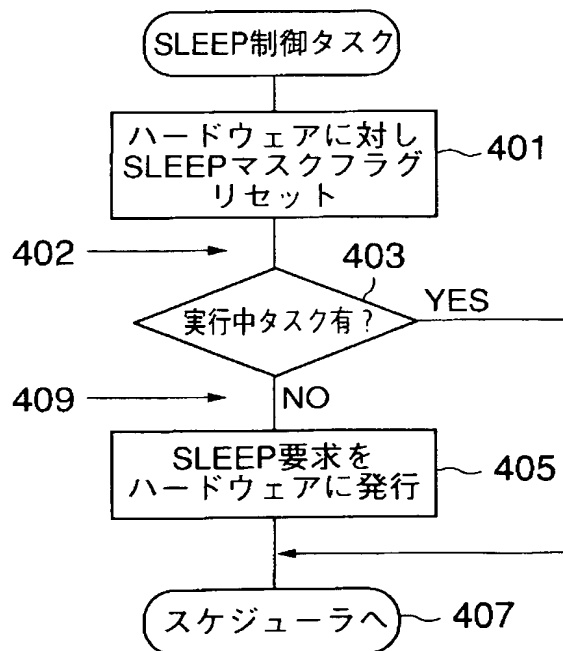 SLEEP制御タスク
ハードウェアに対し
SLEEPマスクフラグ
リセット
401
402
403
実行中タスク有？
YES
409
NO
SLEEP要求を
ハードウェアに発行
405
スケジューラへ
407